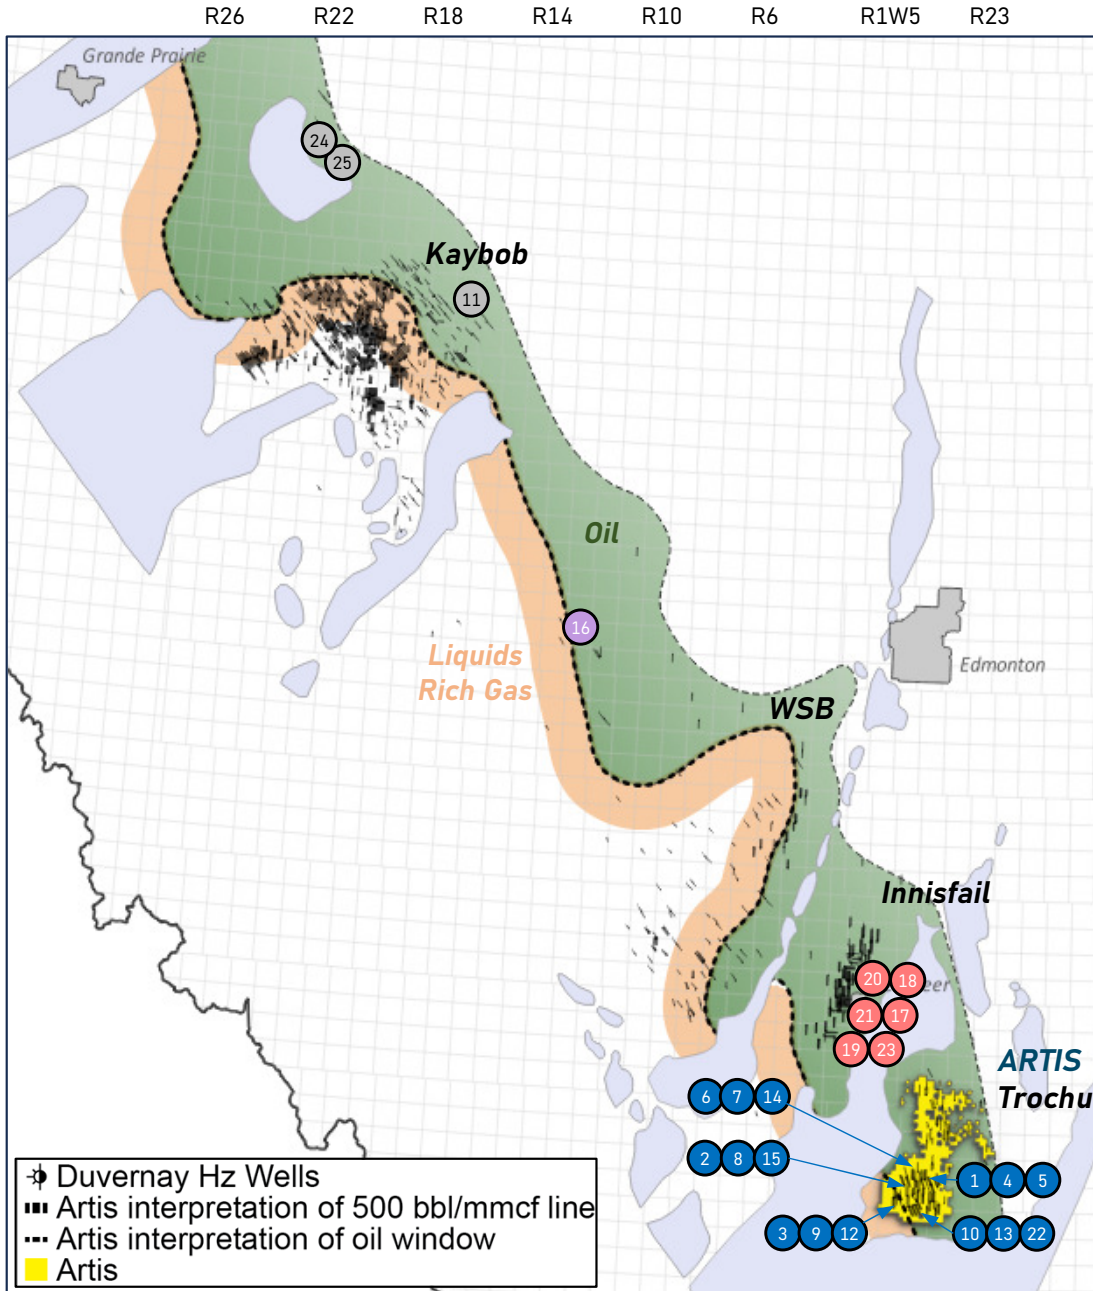 R26 R22 R18 R14 R10 R6 R1W5 R23
Grande Prairie
24
25
Kaybob
11
Oil
16
Liquids
Rich Gas
Edmonton
WSB
Innisfail
20 18 eer
21 17
19 23
ARTIS
Trochu
6 7 14
2 8 15
1 4 5
3 9 12
10 13 22
Duvernay Hz Wells
Artis interpretation of 500 bbl/mmcf line
Artis interpretation of oil window
Artis